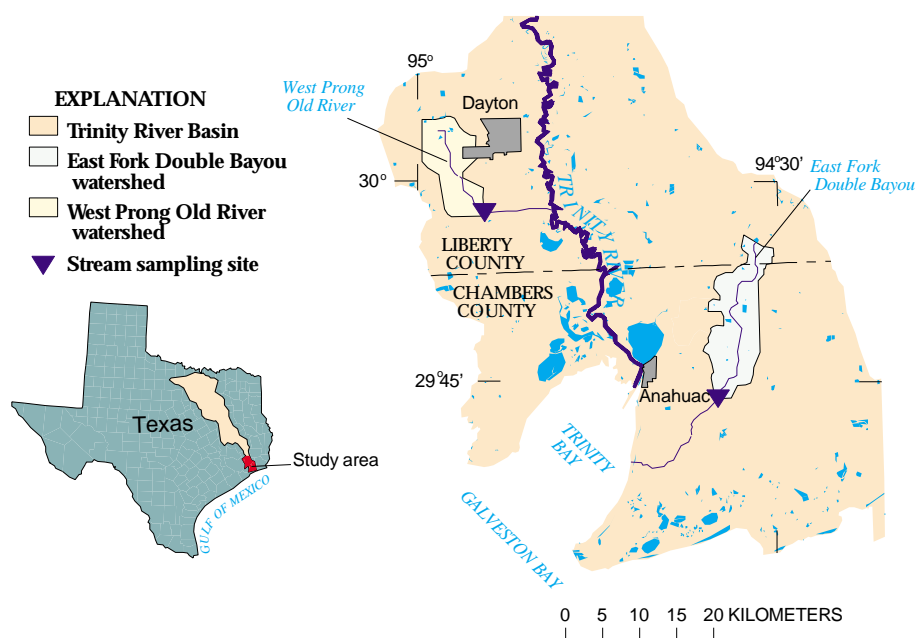 EXPLANATION
Trinity River Basin
East Fork Double Bayou
watershed
West Prong Old River
watershed
Stream sampling site
95°
West Prong
Old River
Dayton
30°
94°30’
East Fork
Double Bayou
TRINITY RIVER
LIBERTY
COUNTY
CHAMBERS
COUNTY
29°45'
Anahuac
TRINITY
BAY
GALVESTON BAY
Texas
Study area
GULF OF MEXICO
0 5 10 15 20 KILOMETERS